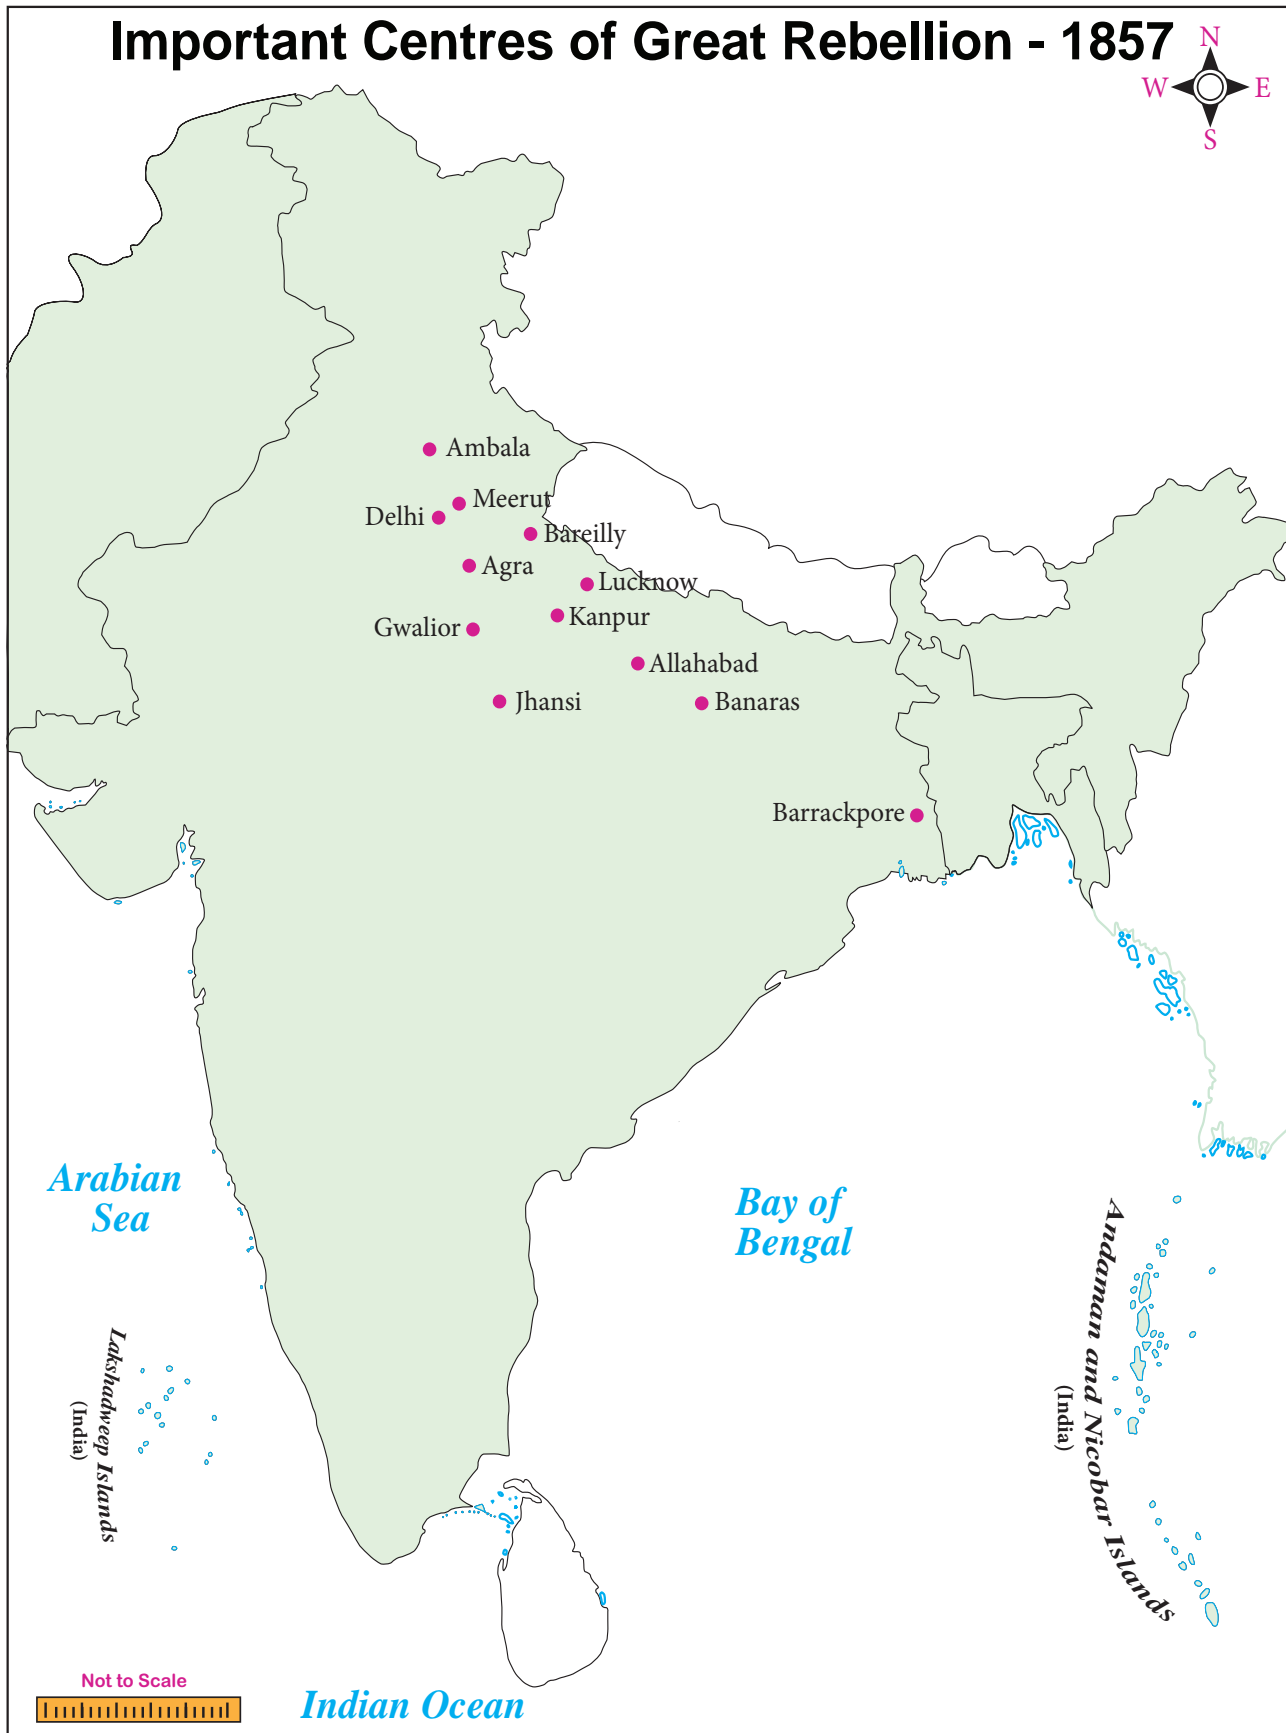 Important Centres of Great Rebellion - 1857
N
W
E
S
Ambala
Meerut
Delhi
Bareilly
Agra
Lucknow
Kanpur
Gwalior
Allahabad
Jhansi
Banaras
Barrackpore
Arabian
Sea
Bay of
Bengal
Andaman and Nicobar Islands
(India)
Lakshadweep Islands
(India)
Not to Scale
Indian Ocean